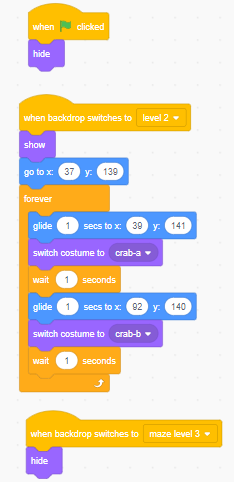 when clicked
hide
when backdrop switches to level 2
show
go to x: 37 y: 139
forever
glide 1 secs to x: 39 y: 141
switch costume to crab-a
wait 1 seconds
glide 1 secs to x: 92 y: 140
switch costume to crab-b
wait 1 seconds
when backdrop switches to maze level 3
hide